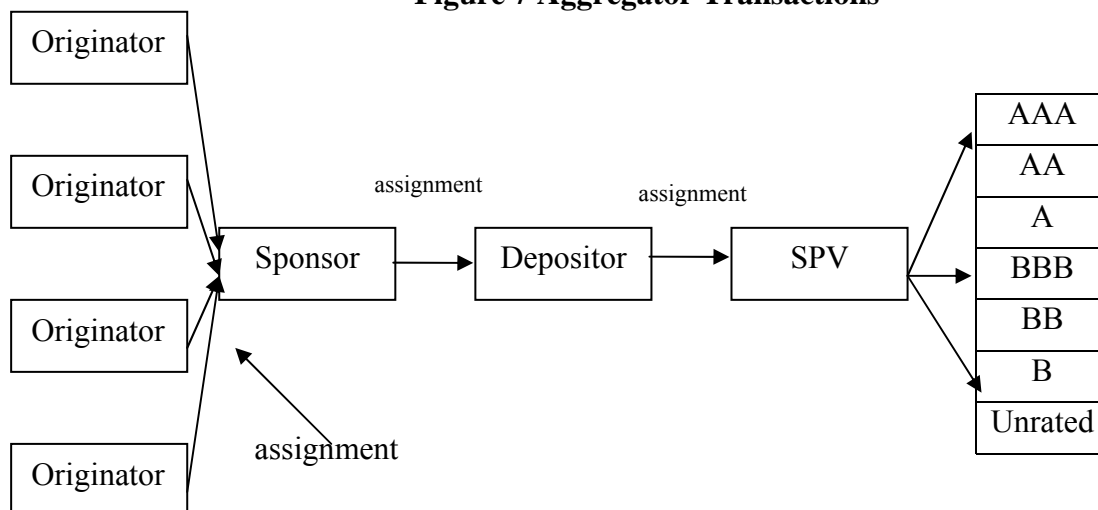 Figure 7 Aggregator Transactions
Originator
Originator
Originator
Originator
assignment
Sponsor
assignment
Depositor
assignment
SPV
AAA
AA
A
BBB
BB
B
Unrated